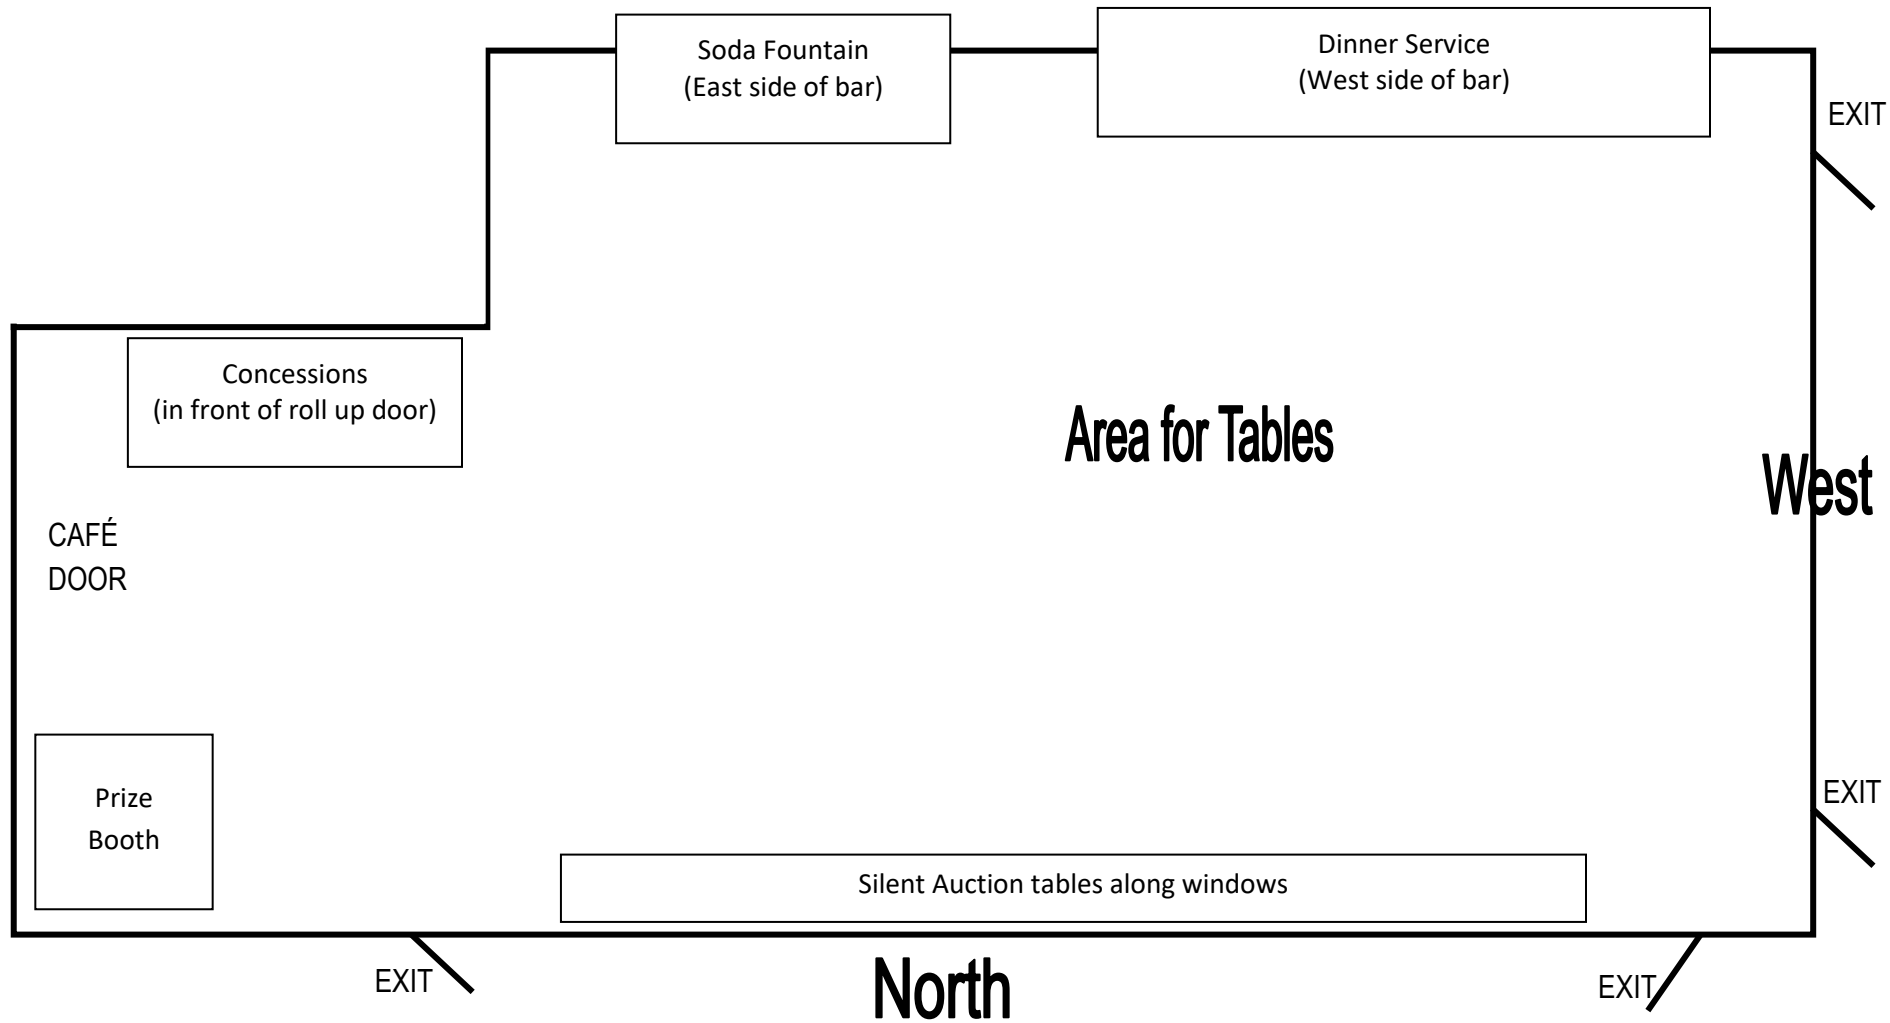 Soda Fountain
(East side of bar)
Dinner Service
(West side of bar)
EXIT
Concessions
(in front of roll up door)
Area for Tables
West
CAFÉ
DOOR
Prize
Booth
EXIT
Silent Auction tables along windows
EXIT
North
EXIT